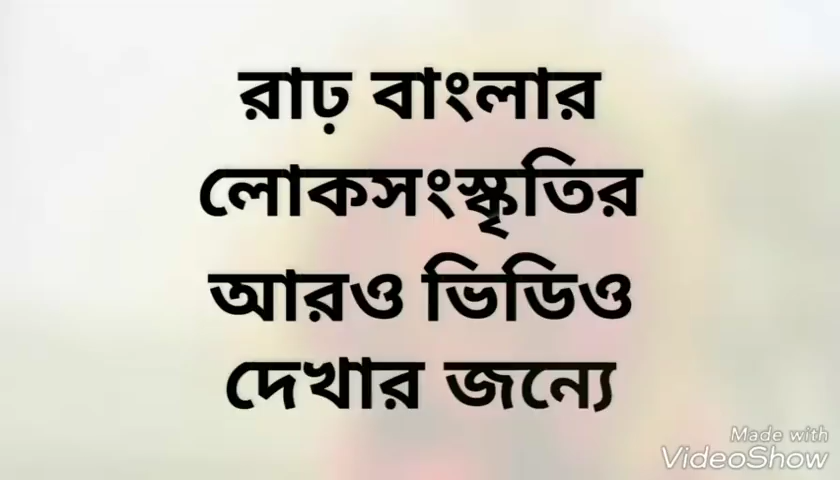 রাঢ় বাংলার
লোকসংস্কৃতির
আরও ভিডিও
দেখার জন্যে
Made with
VideoShow